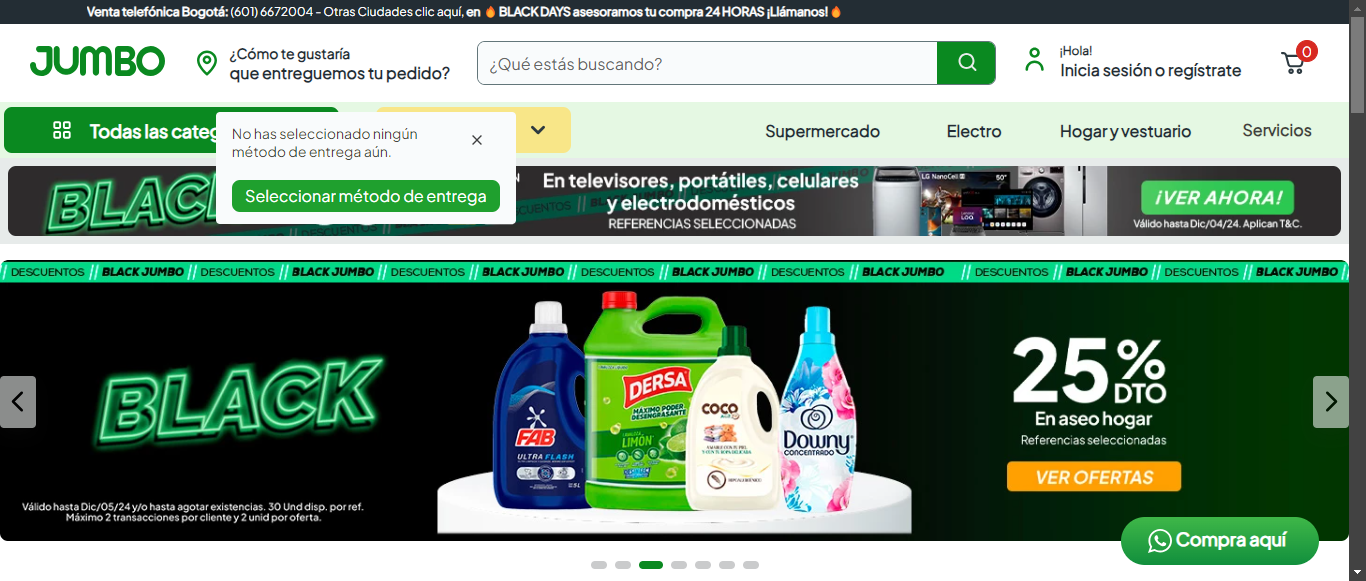 Venta telefónica Bogotá: (601) 6672004 - Otras Ciudades clic aquí, en 🔥 BLACK DAYS asesoramos tu compra 24 HORAS ¡Llámanos!🔥
JUMBO
¿Cómo te gustaría
que entreguemos tu pedido?
¿Qué estás buscando?
¡Hola!
Inicia sesión o regístrate
0
Todas las categ
No has seleccionado ningún
método de entrega aún.
Seleccionar método de entrega
Supermercado
Electro
Hogar y vestuario
Servicios
BLACK
En televisores, portátiles, celulares
y electrodomésticos
REFERENCIAS SELECCIONADAS
LG NanoCell
50"
¡VER AHORA!
Válido hasta Dic/04/24. Aplican T&C.
DESCUENTOS // BLACK JUMBO // DESCUENTOS // BLACK JUMBO // DESCUENTOS // BLACK JUMBO // DESCUENTOS // BLACK JUMBO // DESCUENTOS // BLACK JUMBO // DESCUENTOS // BLACK JUMBO // DESCUENTOS // BLACK JUMBO
BLACK
FAB
ULTRA FLASH
5L
DERSA
MÁXIMO PODER
DESENGRASANTE
LIMÓN
COCO
HIPOALERGÉNICO
Downy
CONCENTRADO
25% DTO
En aseo hogar
Referencias seleccionadas
VER OFERTAS
Válido hasta Dic/05/24 y/o hasta agotar existencias. 30 Und disp. por ref.
Máximo 2 transacciones por cliente y 2 unid por oferta.
Compra aquí